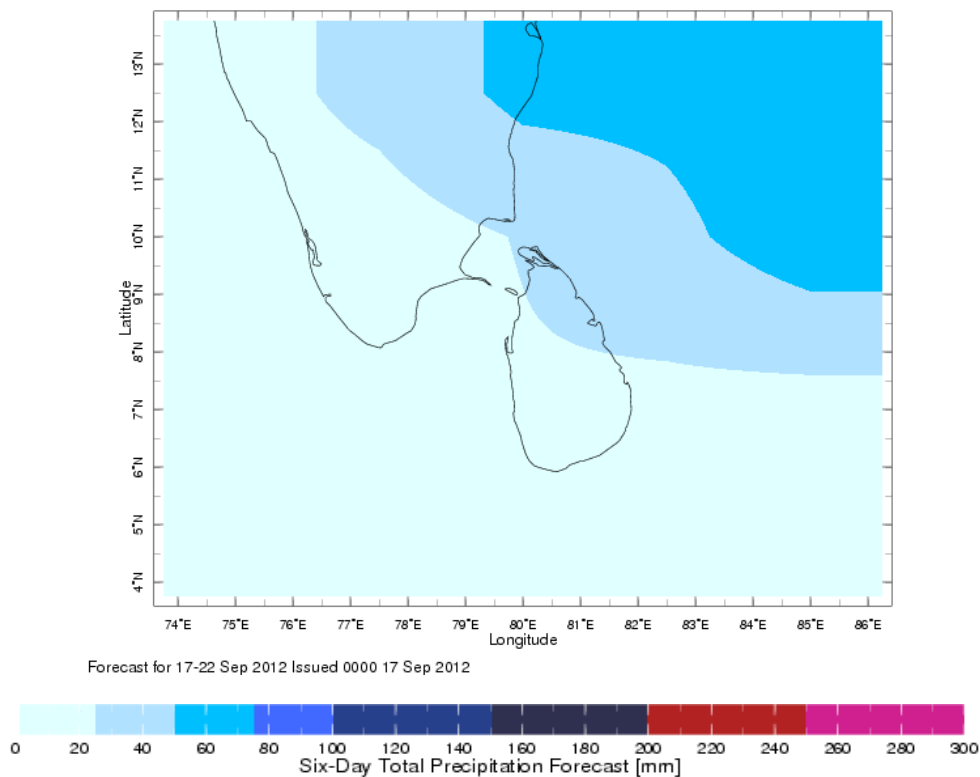 13°N
12°N
11°N
10°N
9°N
8°N
7°N
6°N
5°N
4°N
Latitude
74°E 75°E 76°E 77°E 78°E 79°E 80°E 81°E 82°E 83°E 84°E 85°E 86°E
Longitude
Forecast for 17-22 Sep 2012 Issued 0000 17 Sep 2012
0 20 40 60 80 100 120 140 160 180 200 220 240 260 280 300
Six-Day Total Precipitation Forecast [mm]